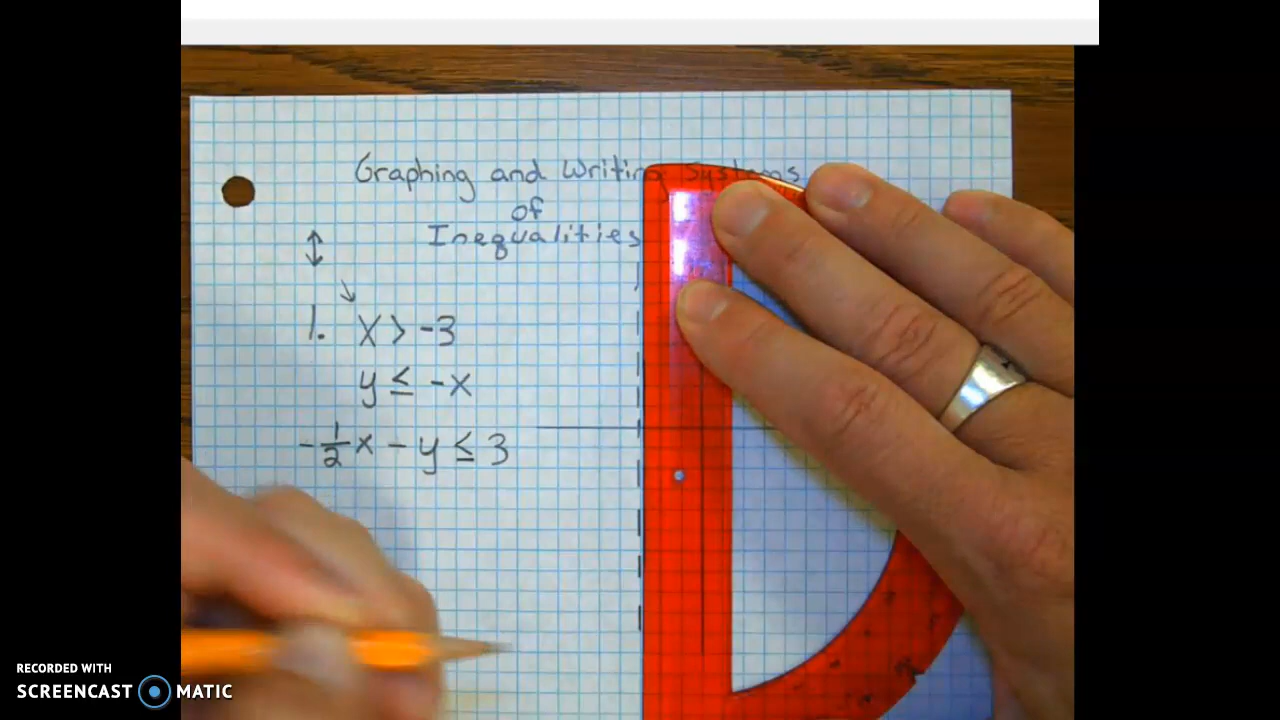 Graphing and Writing Systems
of
Inequalities
1. x > -3
y ≤ -x
-1/2x - y ≤ 3
RECORDED WITH
SCREENCAST MATIC